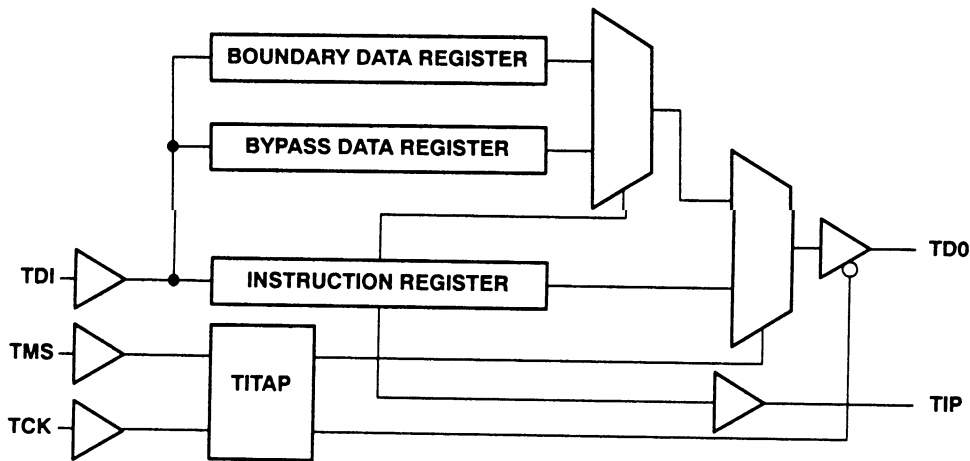 BOUNDARY DATA REGISTER
BYPASS DATA REGISTER
TDI
INSTRUCTION REGISTER
TD0
TMS
TITAP
TCK
TIP